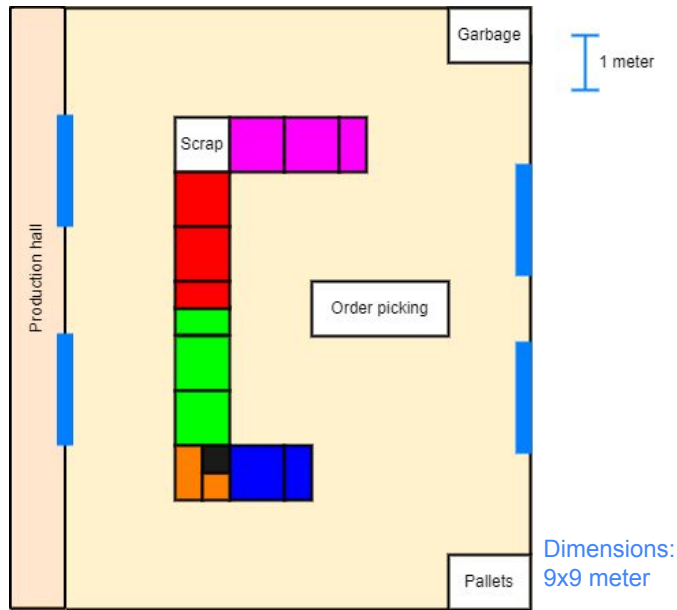 Garbage
1 meter
Scrap
Production hall
Order picking
Dimensions:
9x9 meter
Pallets